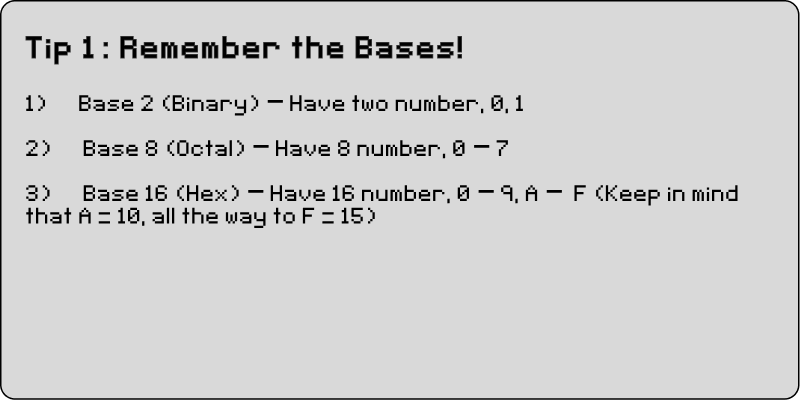 Tip 1: Remember the Bases!
1) Base 2 (Binary) - Have two number, 0, 1
2) Base 8 (Octal) - Have 8 number, 0 - 7
3) Base 16 (Hex) - Have 16 number, 0 - 9, A - F (Keep in mind
that A = 10, all the way to F = 15)